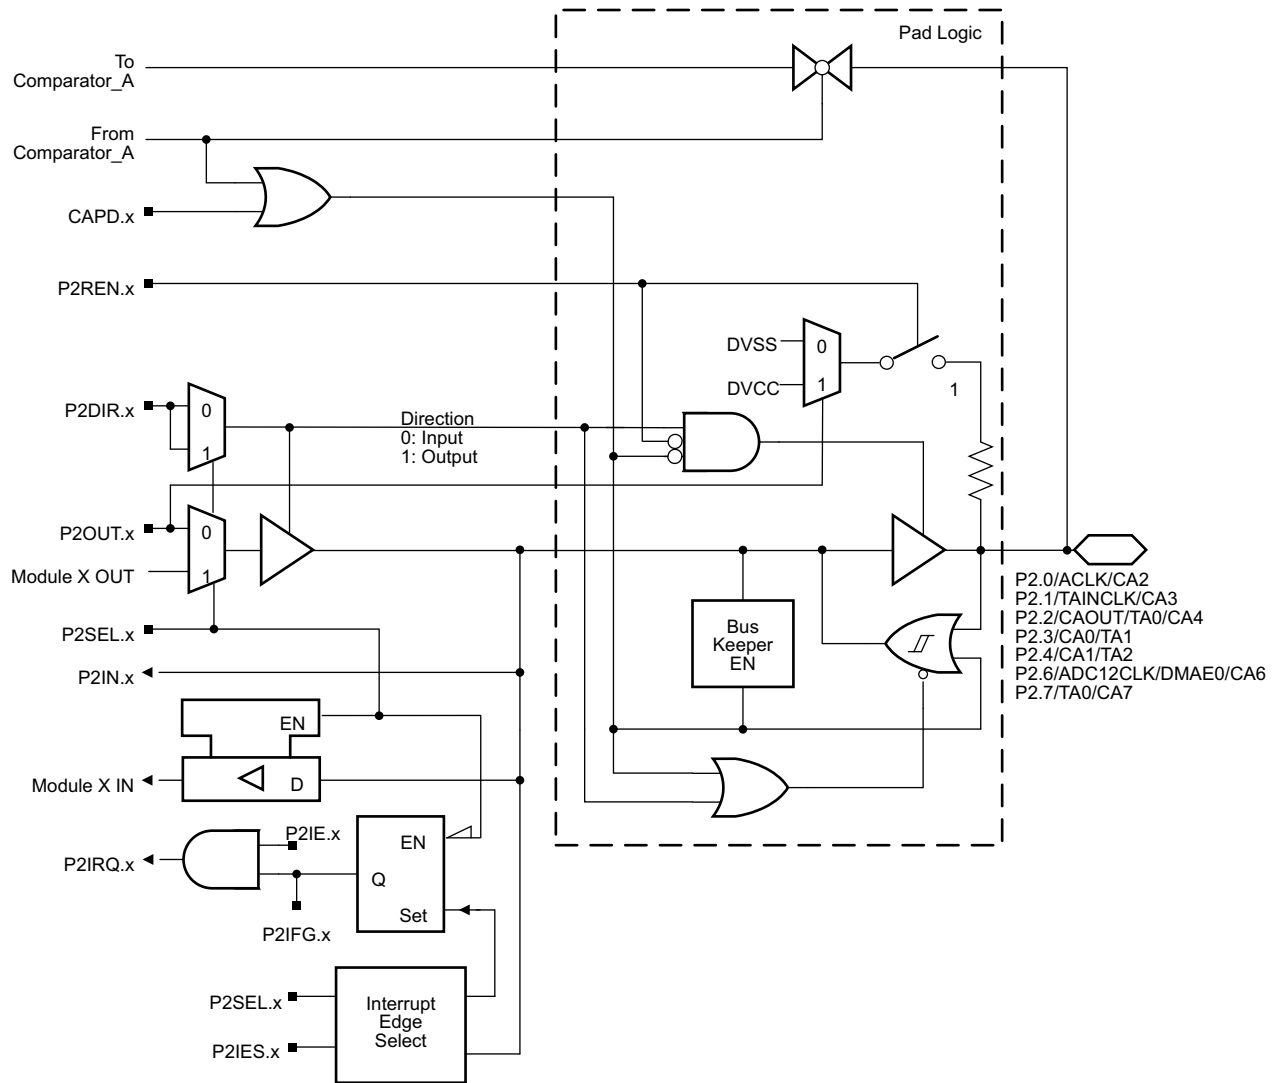 Pad Logic
To
Comparator_A
From
Comparator_A
CAPD.x
P2REN.x
DVSS
0
DVCC
1
1
P2DIR.x
0
1
Direction
0: Input
1: Output
P2OUT.x
0
Module X OUT
1
P2SEL.x
P2IN.x
Bus
Keeper
EN
P2.0/ACLK/CA2
P2.1/TAINCLK/CA3
P2.2/CAOUT/TA0/CA4
P2.3/CA0/TA1
P2.4/CA1/TA2
P2.6/ADC12CLK/DMAE0/CA6
P2.7/TA0/CA7
EN
Module X IN
D
P2IE.x
P2IRQ.x
EN
Q
Set
P2IFG.x
P2SEL.x
P2IES.x
Interrupt
Edge
Select